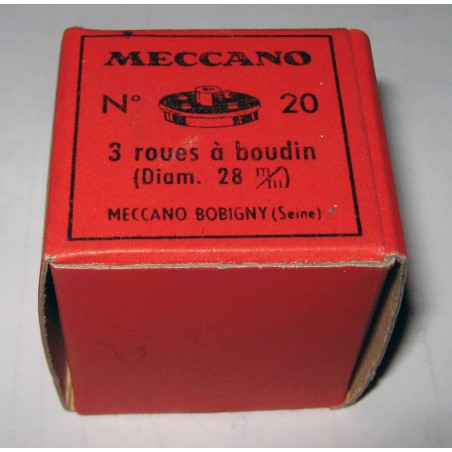 MECCANO
N° 20
3 roues à boudin
(Diam. 28 m/m)
MECCANO BOBIGNY (Seine)